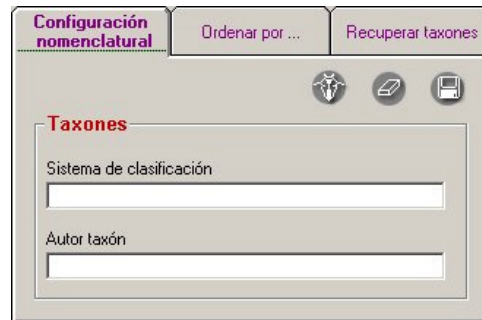 Configuración
nomenclatural
Ordenar por ...
Recuperar taxones
Taxones
Sistema de clasificación
Autor taxón